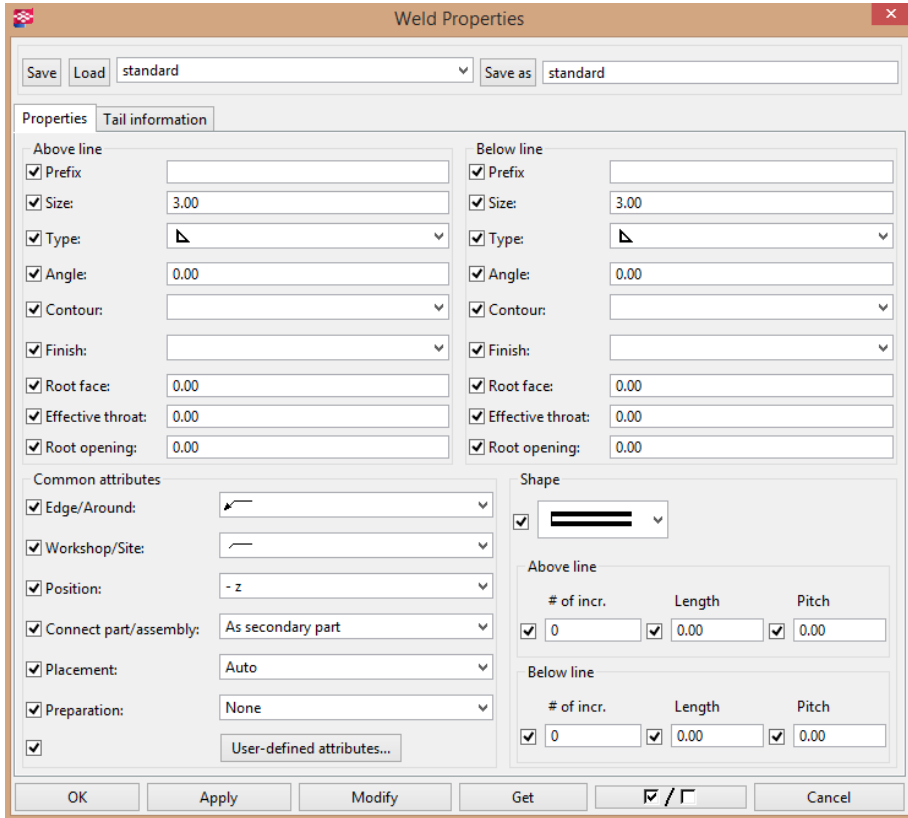 Weld Properties
Save Load standard Save as standard
Properties Tail information
Above line Below line
Prefix Prefix
Size: 3.00 Size: 3.00
Type: Type:
Angle: 0.00 Angle: 0.00
Contour: Contour:
Finish: Finish:
Root face: 0.00 Root face: 0.00
Effective throat: 0.00 Effective throat: 0.00
Root opening: 0.00 Root opening: 0.00
Common attributes Shape
Edge/Around:
Workshop/Site:
Above line
Position: - z
# of incr. Length Pitch
Connect part/assembly: As secondary part 0 0.00 0.00
Placement: Auto Below line
Preparation: None # of incr. Length Pitch
User-defined attributes... 0 0.00 0.00
OK Apply Modify Get / Cancel